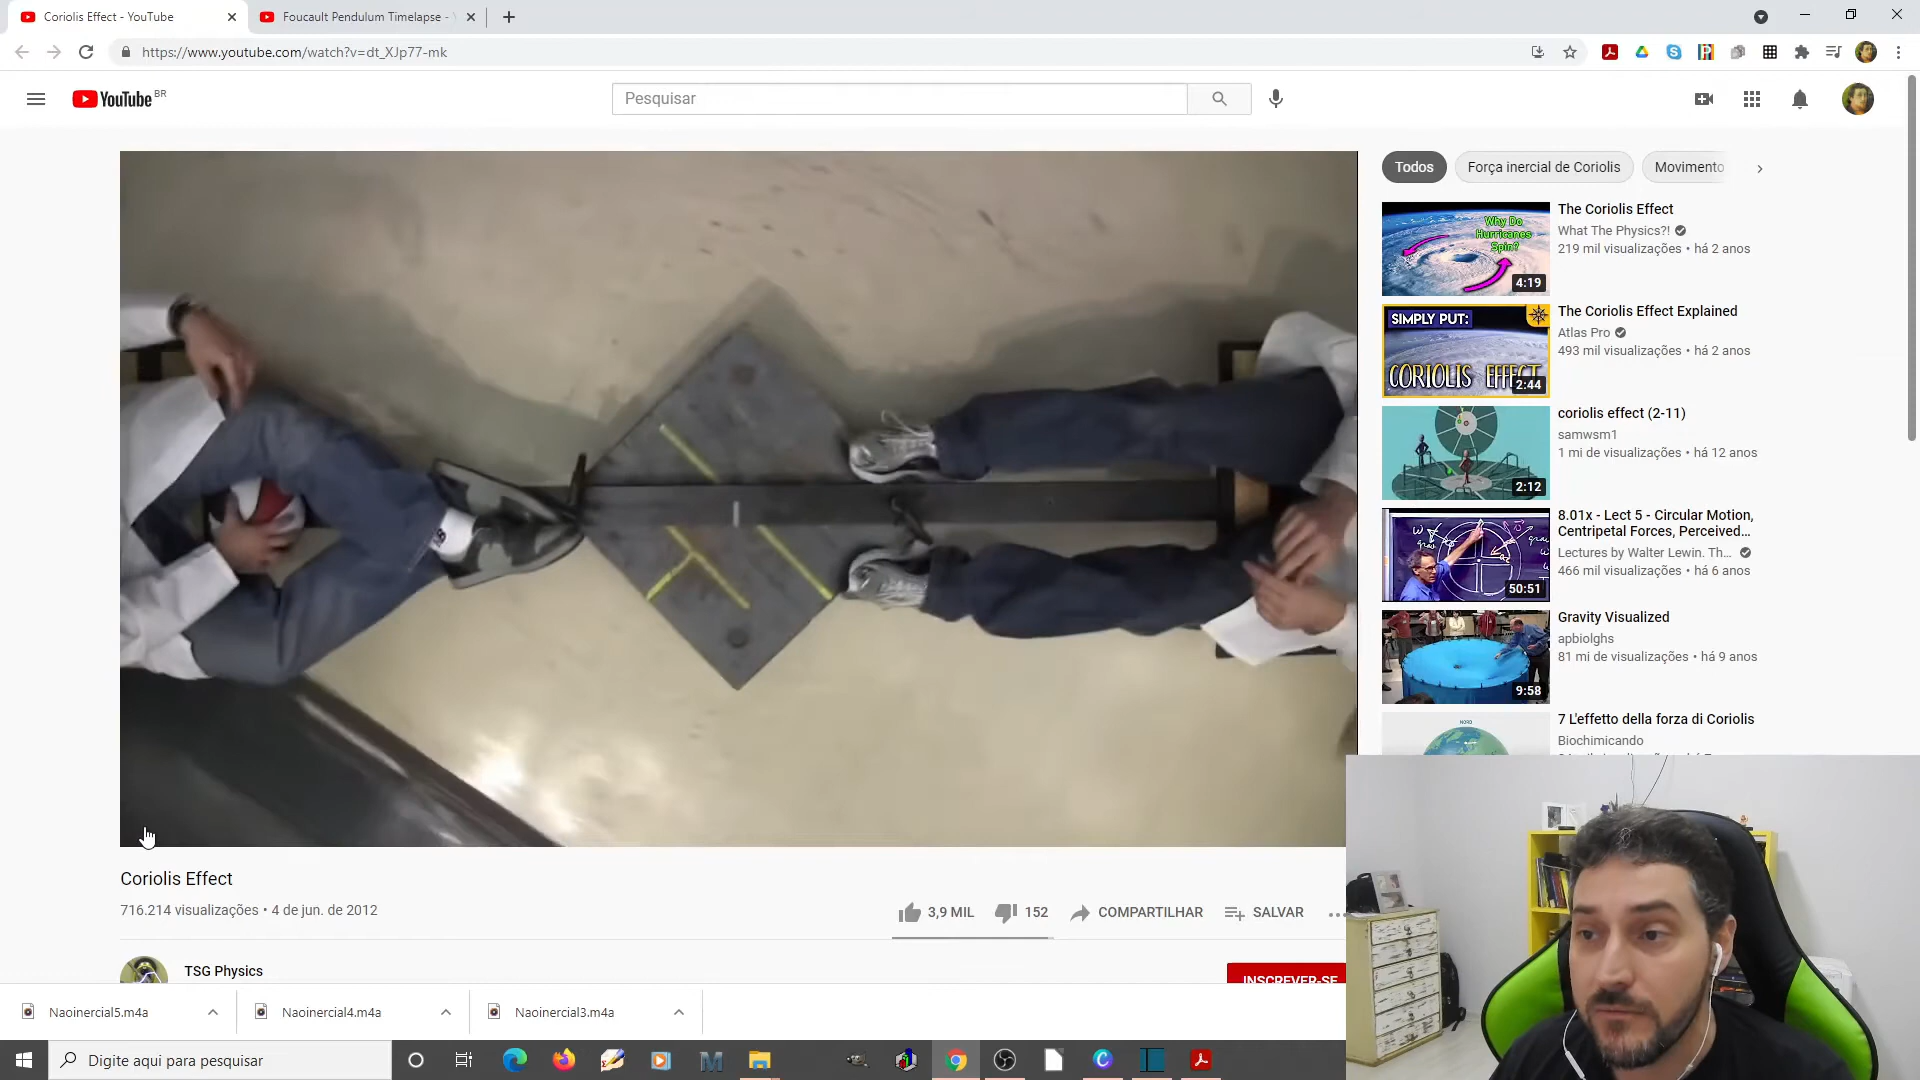 Coriolis Effect - YouTube
Foucault Pendulum Timelapse -
https://www.youtube.com/watch?v=dt_XJp77-mk
YouTube BR
Pesquisar
Todos
Força inercial de Coriolis
Movimento
Why Do
Hurricanes
Spin?
4:19
The Coriolis Effect
What The Physics?!
219 mil visualizações • há 2 anos
SIMPLY PUT:
CORIOLIS EFFECT
2:44
The Coriolis Effect Explained
Atlas Pro
493 mil visualizações • há 2 anos
2:12
coriolis effect (2-11)
samwsm1
1 mi de visualizações • há 12 anos
50:51
8.01x - Lect 5 - Circular Motion,
Centripetal Forces, Perceived...
Lectures by Walter Lewin. Th...
466 mil visualizações • há 6 anos
9:58
Gravity Visualized
apbiolghs
81 mi de visualizações • há 9 anos
NORD
7 L'effetto della forza di Coriolis
Biochimicando
Coriolis Effect
716.214 visualizações • 4 de jun. de 2012
3,9 MIL
152
COMPARTILHAR
SALVAR
TSG Physics
INSCREVER-SE
Naoinercial5.m4a
Naoinercial4.m4a
Naoinercial3.m4a
Digite aqui para pesquisar